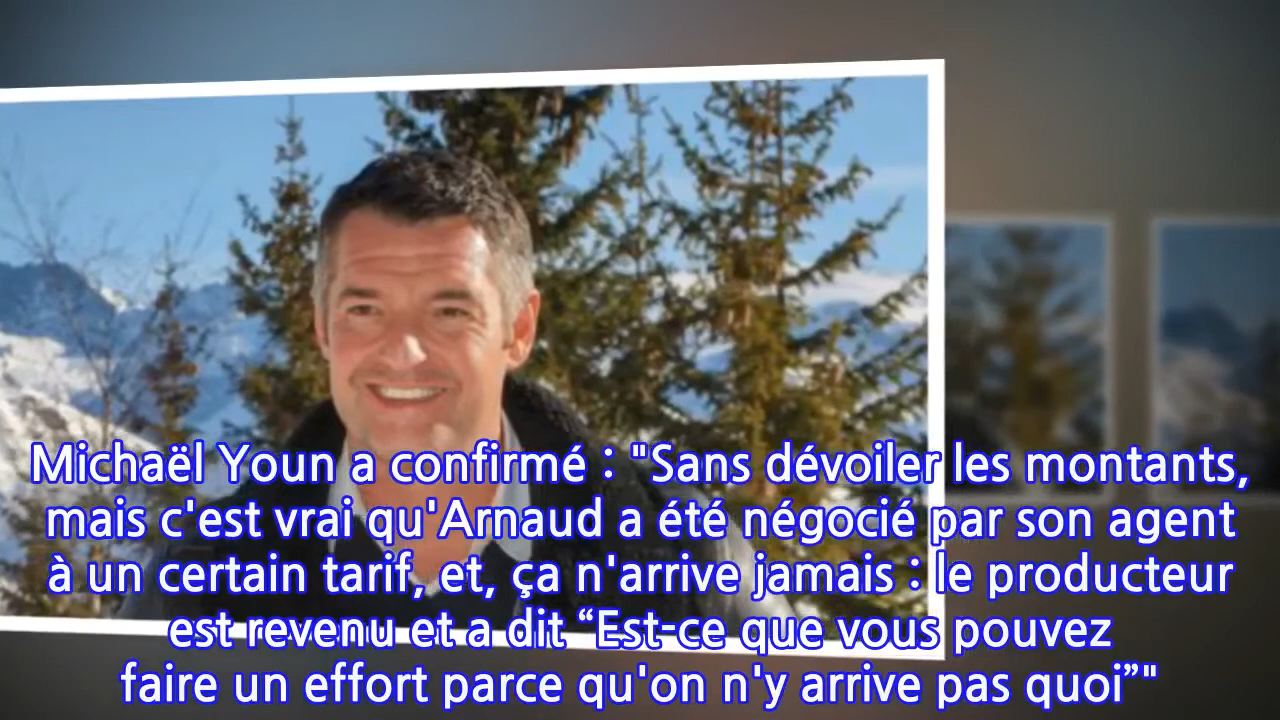 Michaël Youn a confirmé : "Sans dévoiler les montants,
mais c'est vrai qu'Arnaud a été négocié par son agent
à un certain tarif, et, ça n'arrive jamais : le producteur
est revenu et a dit “Est-ce que vous pouvez
faire un effort parce qu'on n'y arrive pas quoi”"